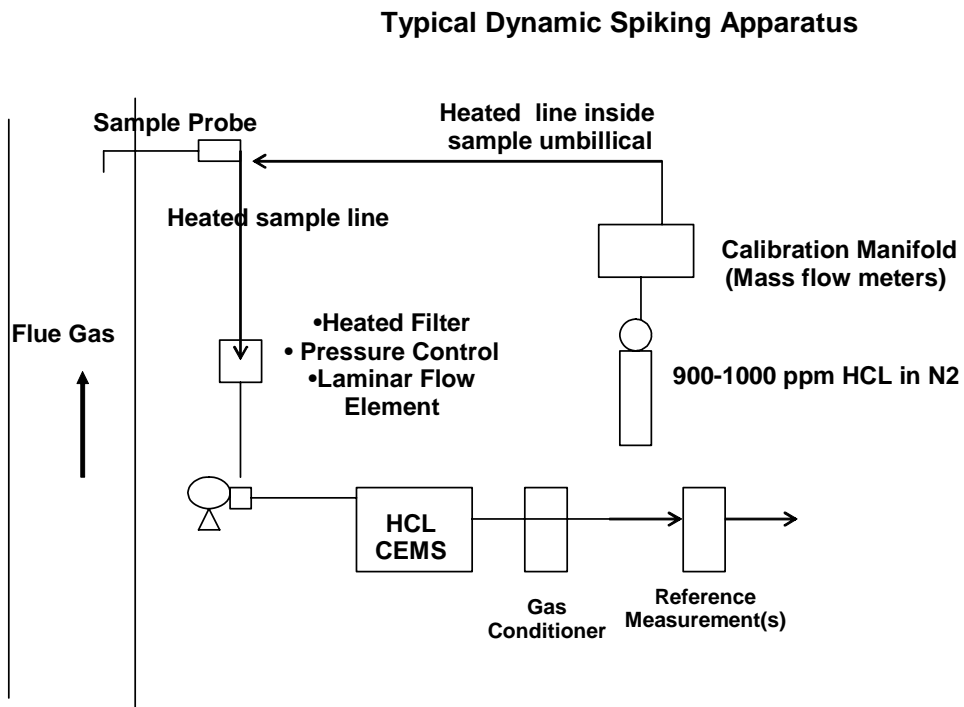 Typical Dynamic Spiking Apparatus
Sample Probe
Heated line inside
sample umbillical
Heated sample line
Calibration Manifold
(Mass flow meters)
Flue Gas
•Heated Filter
• Pressure Control
•Laminar Flow
Element
900-1000 ppm HCL in N2
HCL
CEMS
Gas
Conditioner
Reference
Measurement(s)